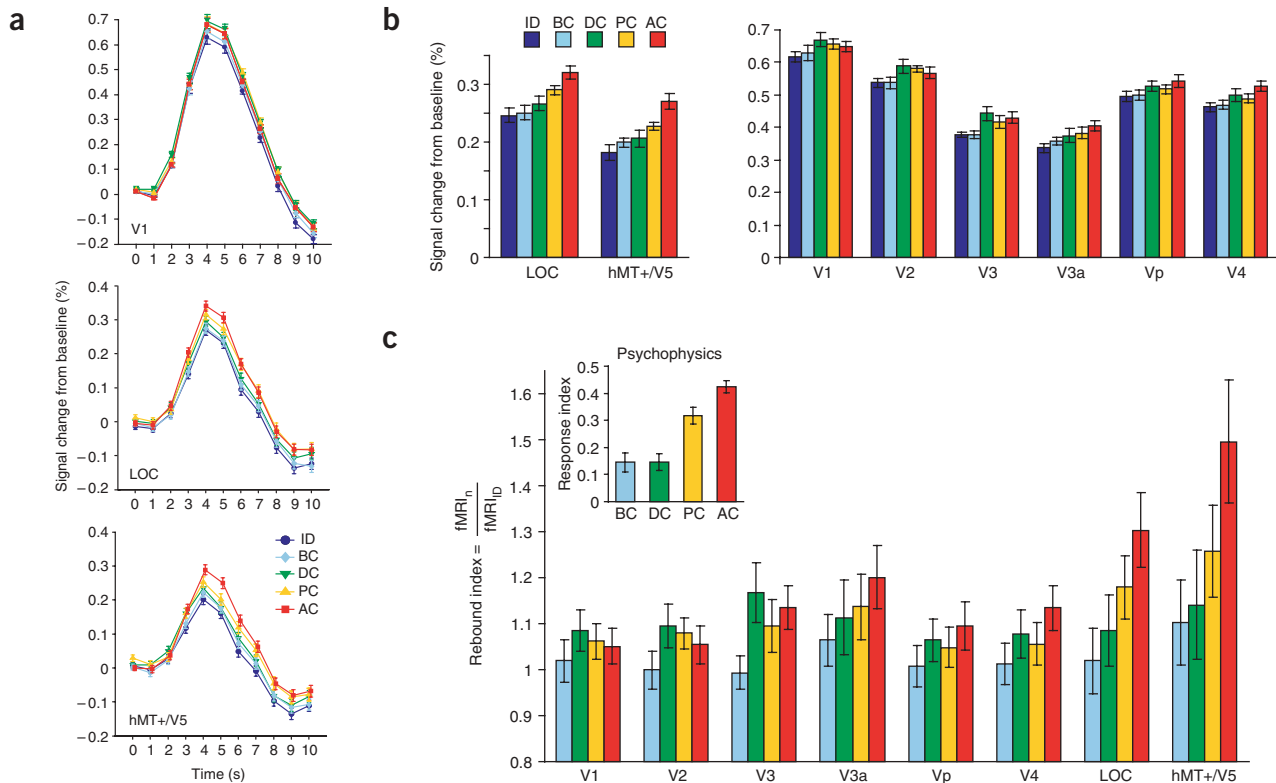 a
Signal change from baseline (%)
0.7
0.6
0.5
0.4
0.3
0.2
0.1
0
−0.1
−0.2
V1
0 1 2 3 4 5 6 7 8 9 10
0.4
0.3
0.2
0.1
0
−0.1
−0.2
LOC
0 1 2 3 4 5 6 7 8 9 10
0.4
0.3
0.2
0.1
0
−0.1
−0.2
ID
BC
DC
PC
AC
hMT+/V5
0 1 2 3 4 5 6 7 8 9 10
Time (s)
b
ID BC DC PC AC
Signal change from baseline (%)
0.3
0.2
0.1
0
LOC hMT+/V5
0.7
0.6
0.5
0.4
0.3
0.2
0.1
0
V1 V2 V3 V3a Vp V4
c
Psychophysics
Response index
0.5
0.4
0.3
0.2
0.1
0
BC DC PC AC
Rebound index = fMRIn
fMRIID
1.6
1.5
1.4
1.3
1.2
1.1
1.0
0.9
0.8
V1 V2 V3 V3a Vp V4 LOC hMT+/V5